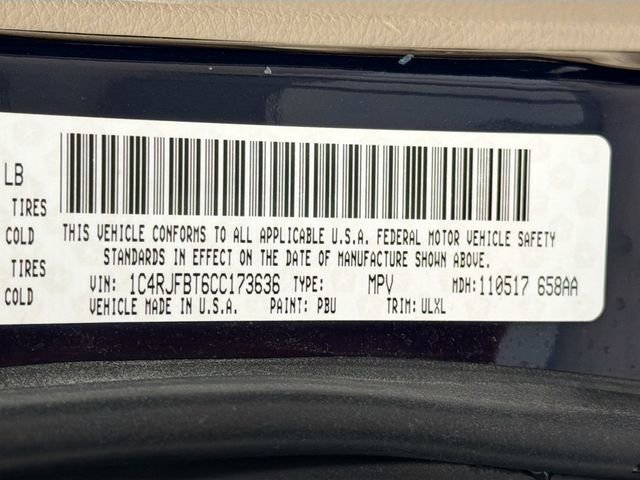 LB
TIRES
COLD
TIRES
COLD
THIS VEHICLE CONFORMS TO ALL APPLICABLE U.S.A. FEDERAL MOTOR VEHICLE SAFETY
STANDARDS IN EFFECT ON THE DATE OF MANUFACTURE SHOWN ABOVE.
VIN: 1C4RJFBT6CC173636 TYPE: MPV MDH: 110517 658AA
VEHICLE MADE IN U.S.A. PAINT: PBU TRIM: ULXL